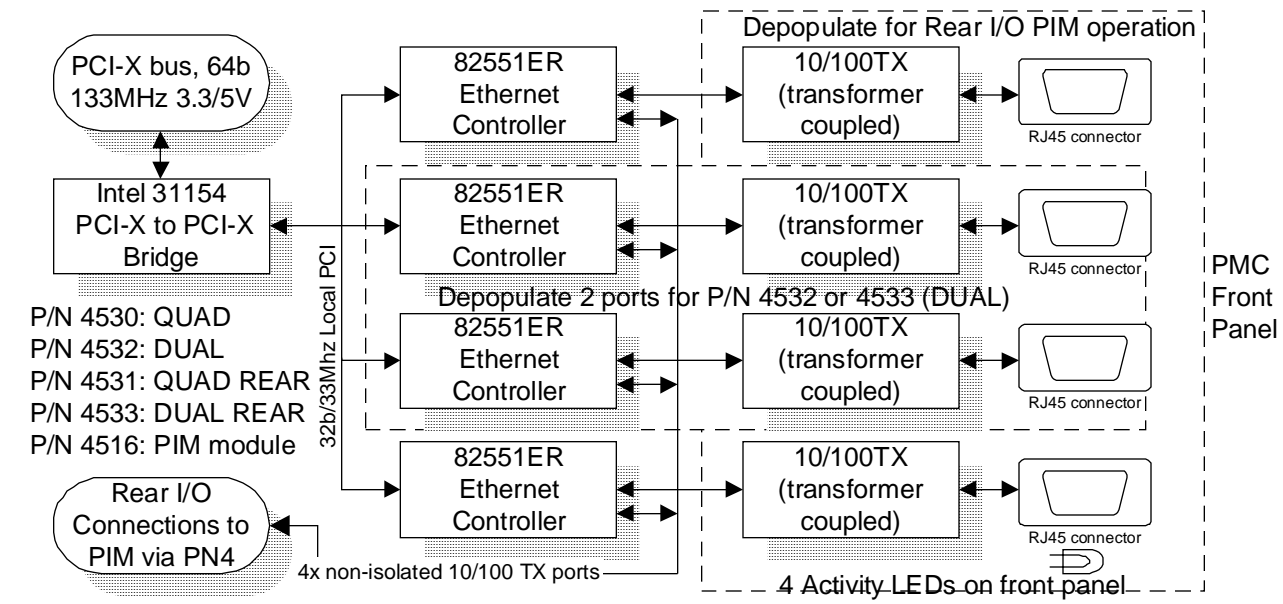 Depopulate for Rear I/O PIM operation
PCI-X bus, 64b
133MHz 3.3/5V
82551ER
Ethernet
Controller
10/100TX
(transformer
coupled)
RJ45 connector
Intel 31154
PCI-X to PCI-X
Bridge
82551ER
Ethernet
Controller
10/100TX
(transformer
coupled)
RJ45 connector
PMC
Front
Panel
32b/33Mhz Local PCI
Depopulate 2 ports for P/N 4532 or 4533 (DUAL)
P/N 4530: QUAD
P/N 4532: DUAL
P/N 4531: QUAD REAR
P/N 4533: DUAL REAR
P/N 4516: PIM module
82551ER
Ethernet
Controller
10/100TX
(transformer
coupled)
RJ45 connector
82551ER
Ethernet
Controller
10/100TX
(transformer
coupled)
RJ45 connector
Rear I/O
Connections to
PIM via PN4
4x non-isolated 10/100 TX ports
4 Activity LEDs on front panel